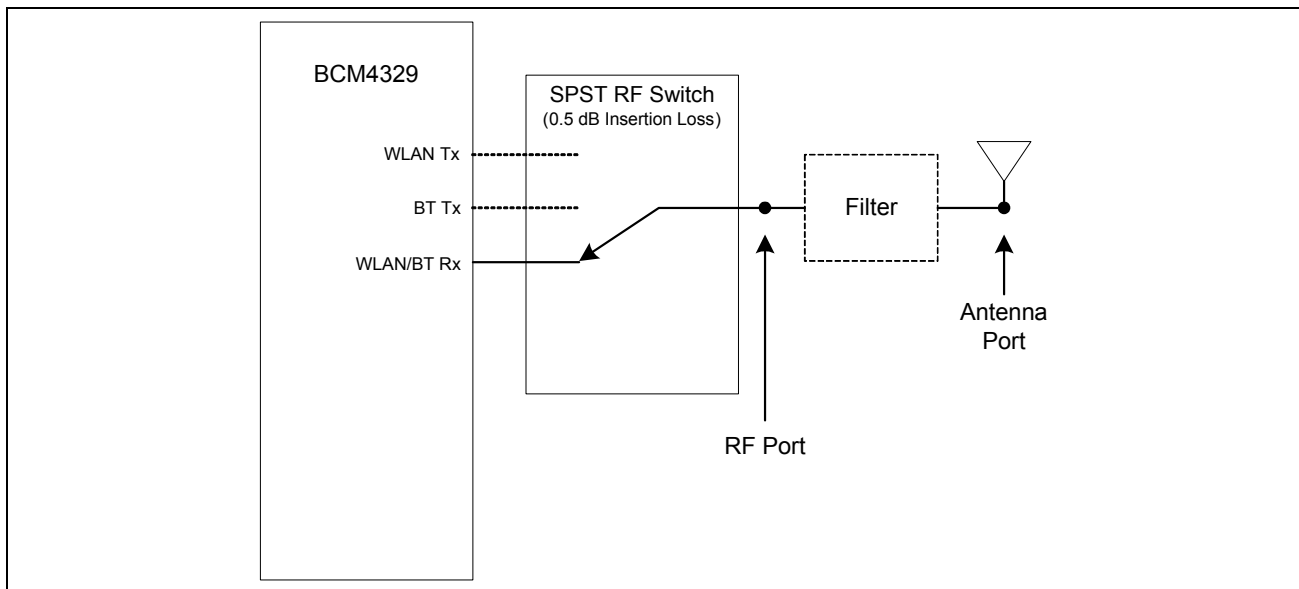 BCM4329
SPST RF Switch
(0.5 dB Insertion Loss)
WLAN Tx
BT Tx
WLAN/BT Rx
Filter
Antenna
Port
RF Port